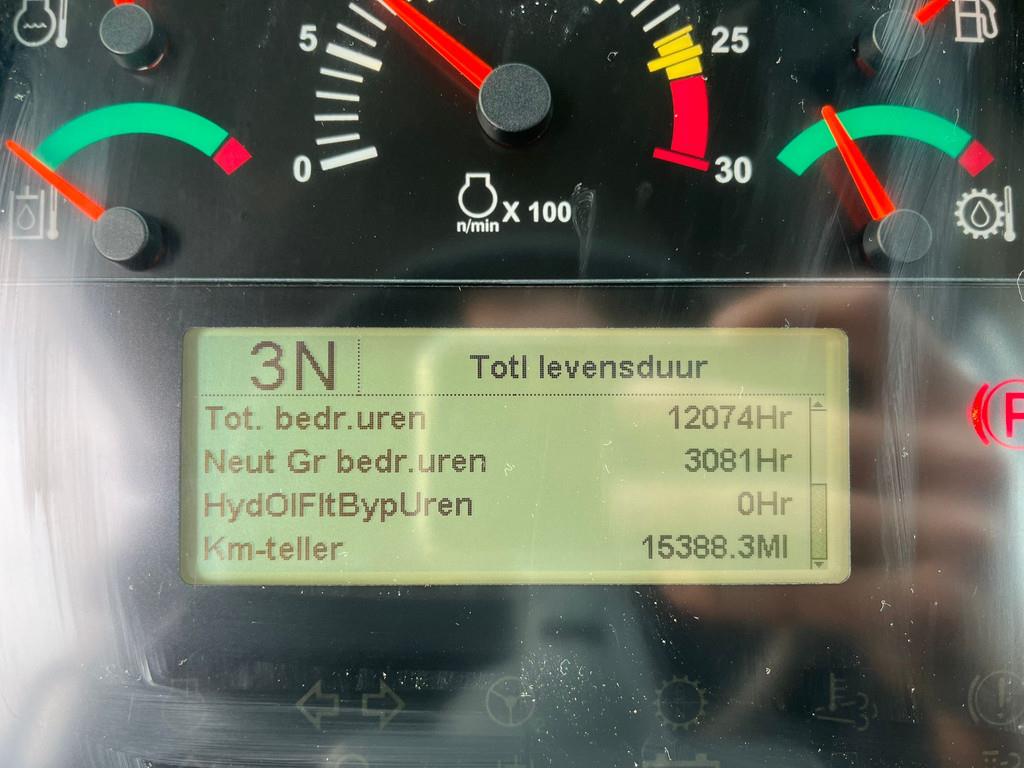 5
25
0
30
n/min X 100
3N
Totl levensduur
Tot. bedr.uren 12074Hr
Neut Gr bedr.uren 3081Hr
HydOlFltBypUren 0Hr
Km-teller 15388.3MI
P